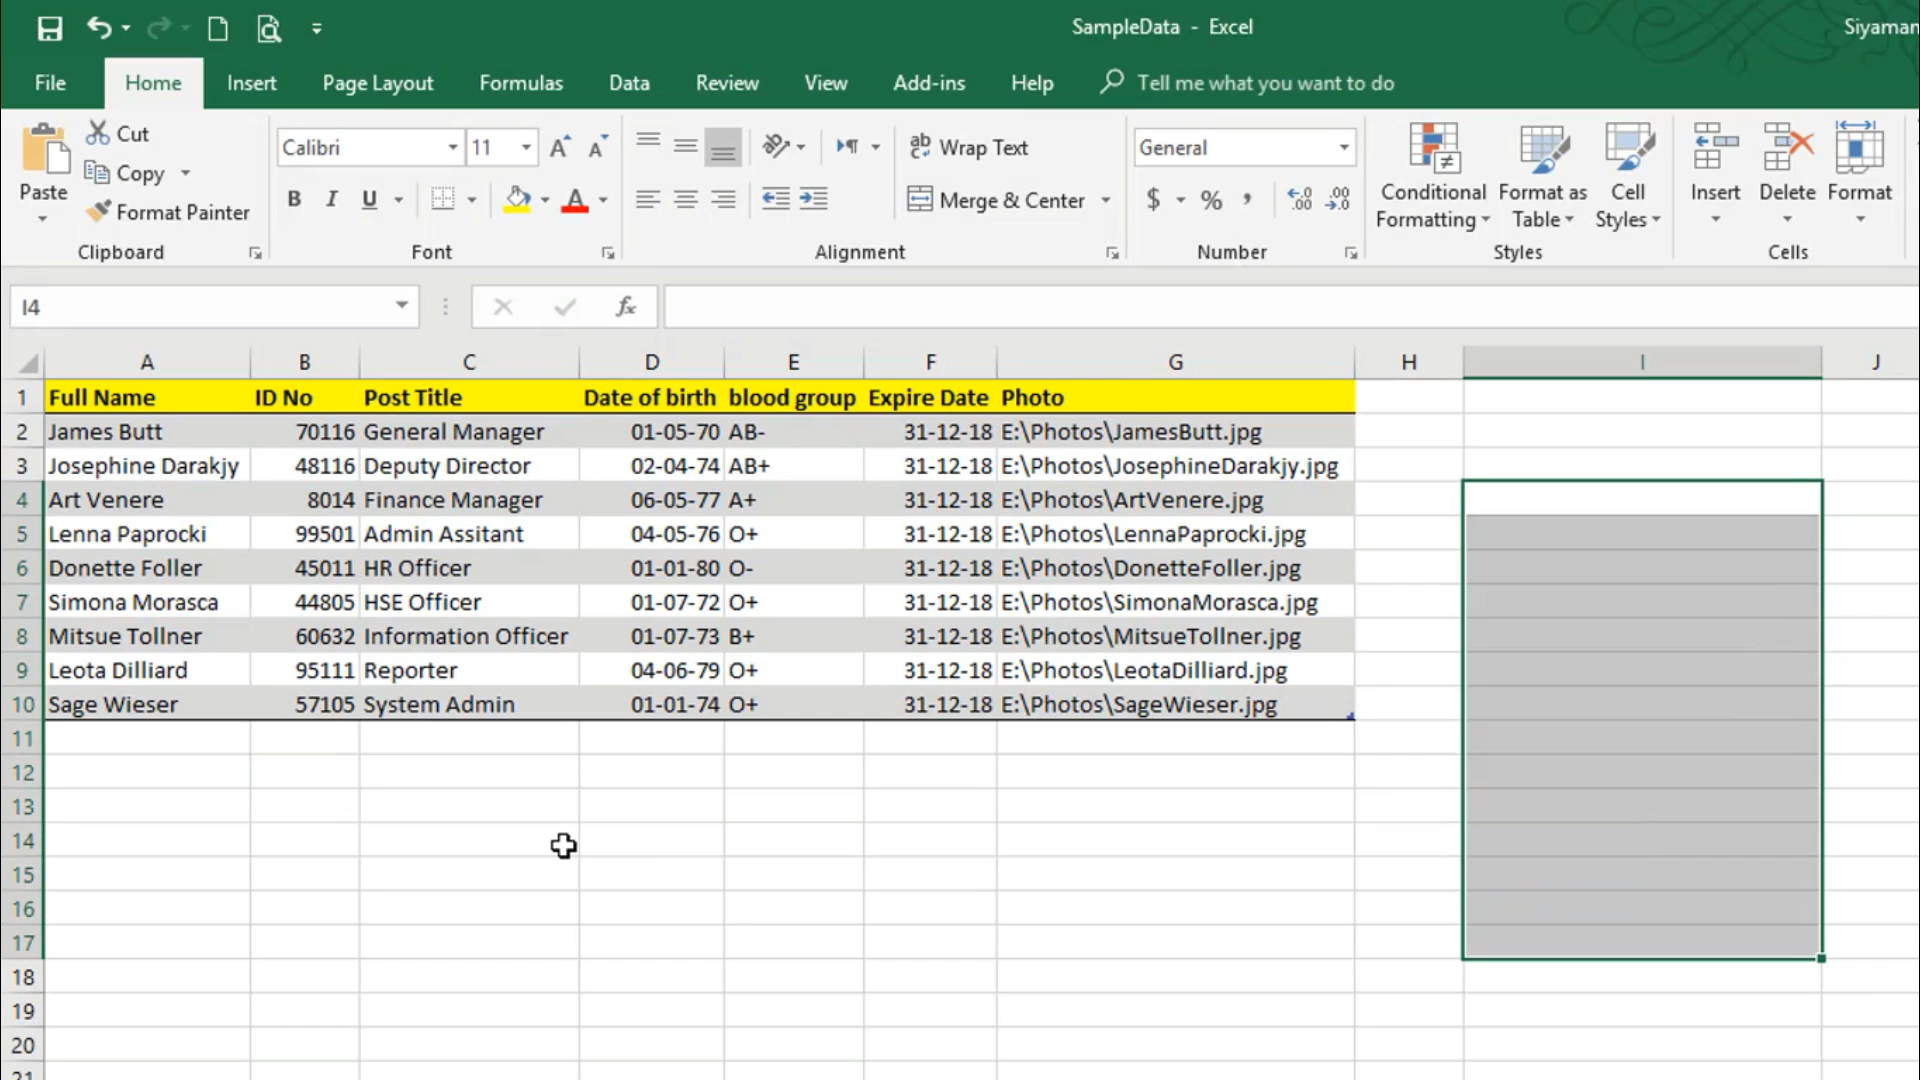 SampleData - Excel
Siyaman
File Home Insert Page Layout Formulas Data Review View Add-ins Help Tell me what you want to do
Paste
Cut
Copy
Format Painter
Clipboard
Calibri 11
B I U
Font
Wrap Text
Merge & Center
Alignment
General
$ % ,
Number
Conditional Formatting
Format as Table
Cell Styles
Styles
Insert Delete Format
Cells
I4 fx
A B C D E F G H I J
1 Full Name ID No Post Title Date of birth blood group Expire Date Photo
2 James Butt 70116 General Manager 01-05-70 AB- 31-12-18 E:\Photos\JamesButt.jpg
3 Josephine Darakjy 48116 Deputy Director 02-04-74 AB+ 31-12-18 E:\Photos\JosephineDarakjy.jpg
4 Art Venere 8014 Finance Manager 06-05-77 A+ 31-12-18 E:\Photos\ArtVenere.jpg
5 Lenna Paprocki 99501 Admin Assitant 04-05-76 O+ 31-12-18 E:\Photos\LennaPaprocki.jpg
6 Donette Foller 45011 HR Officer 01-01-80 O- 31-12-18 E:\Photos\DonetteFoller.jpg
7 Simona Morasca 44805 HSE Officer 01-07-72 O+ 31-12-18 E:\Photos\SimonaMorasca.jpg
8 Mitsue Tollner 60632 Information Officer 01-07-73 B+ 31-12-18 E:\Photos\MitsueTollner.jpg
9 Leota Dilliard 95111 Reporter 04-06-79 O+ 31-12-18 E:\Photos\LeotaDilliard.jpg
10 Sage Wieser 57105 System Admin 01-01-74 O+ 31-12-18 E:\Photos\SageWieser.jpg
11
12
13
14
15
16
17
18
19
20
21